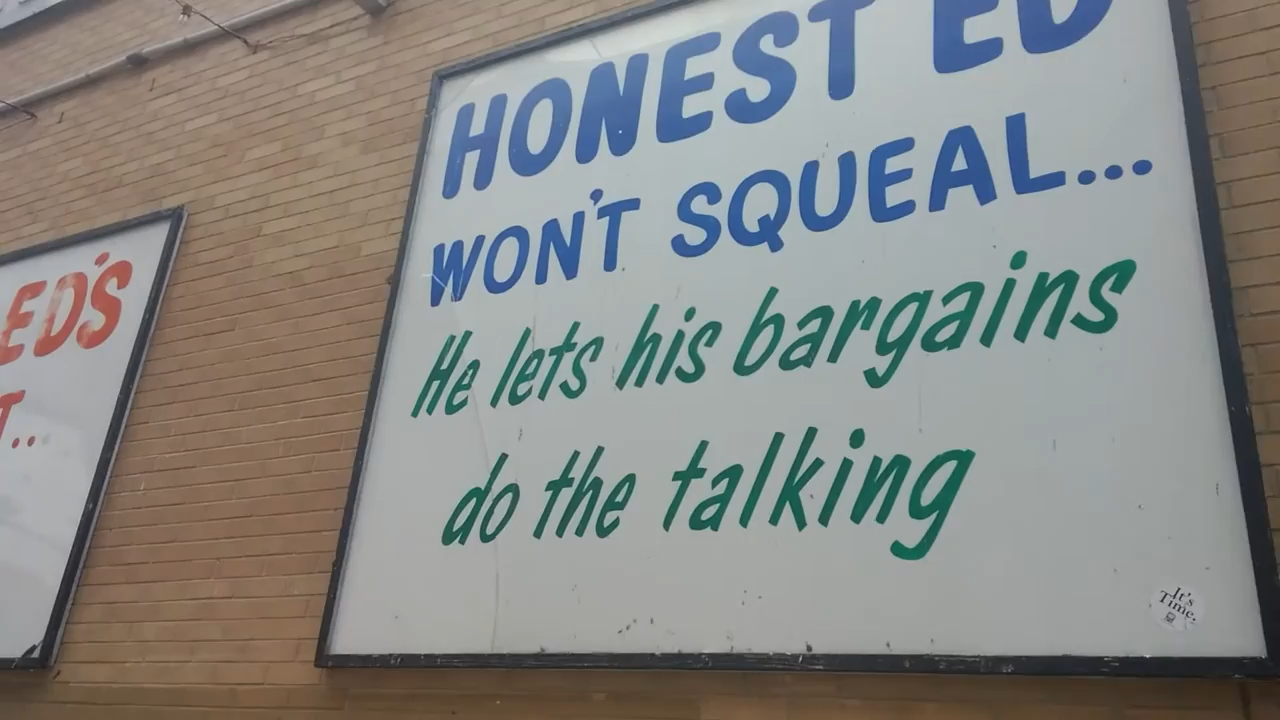 ED'S
T..
HONEST ED
WON'T SQUEAL...
He lets his bargains
do the talking
It's
Time.